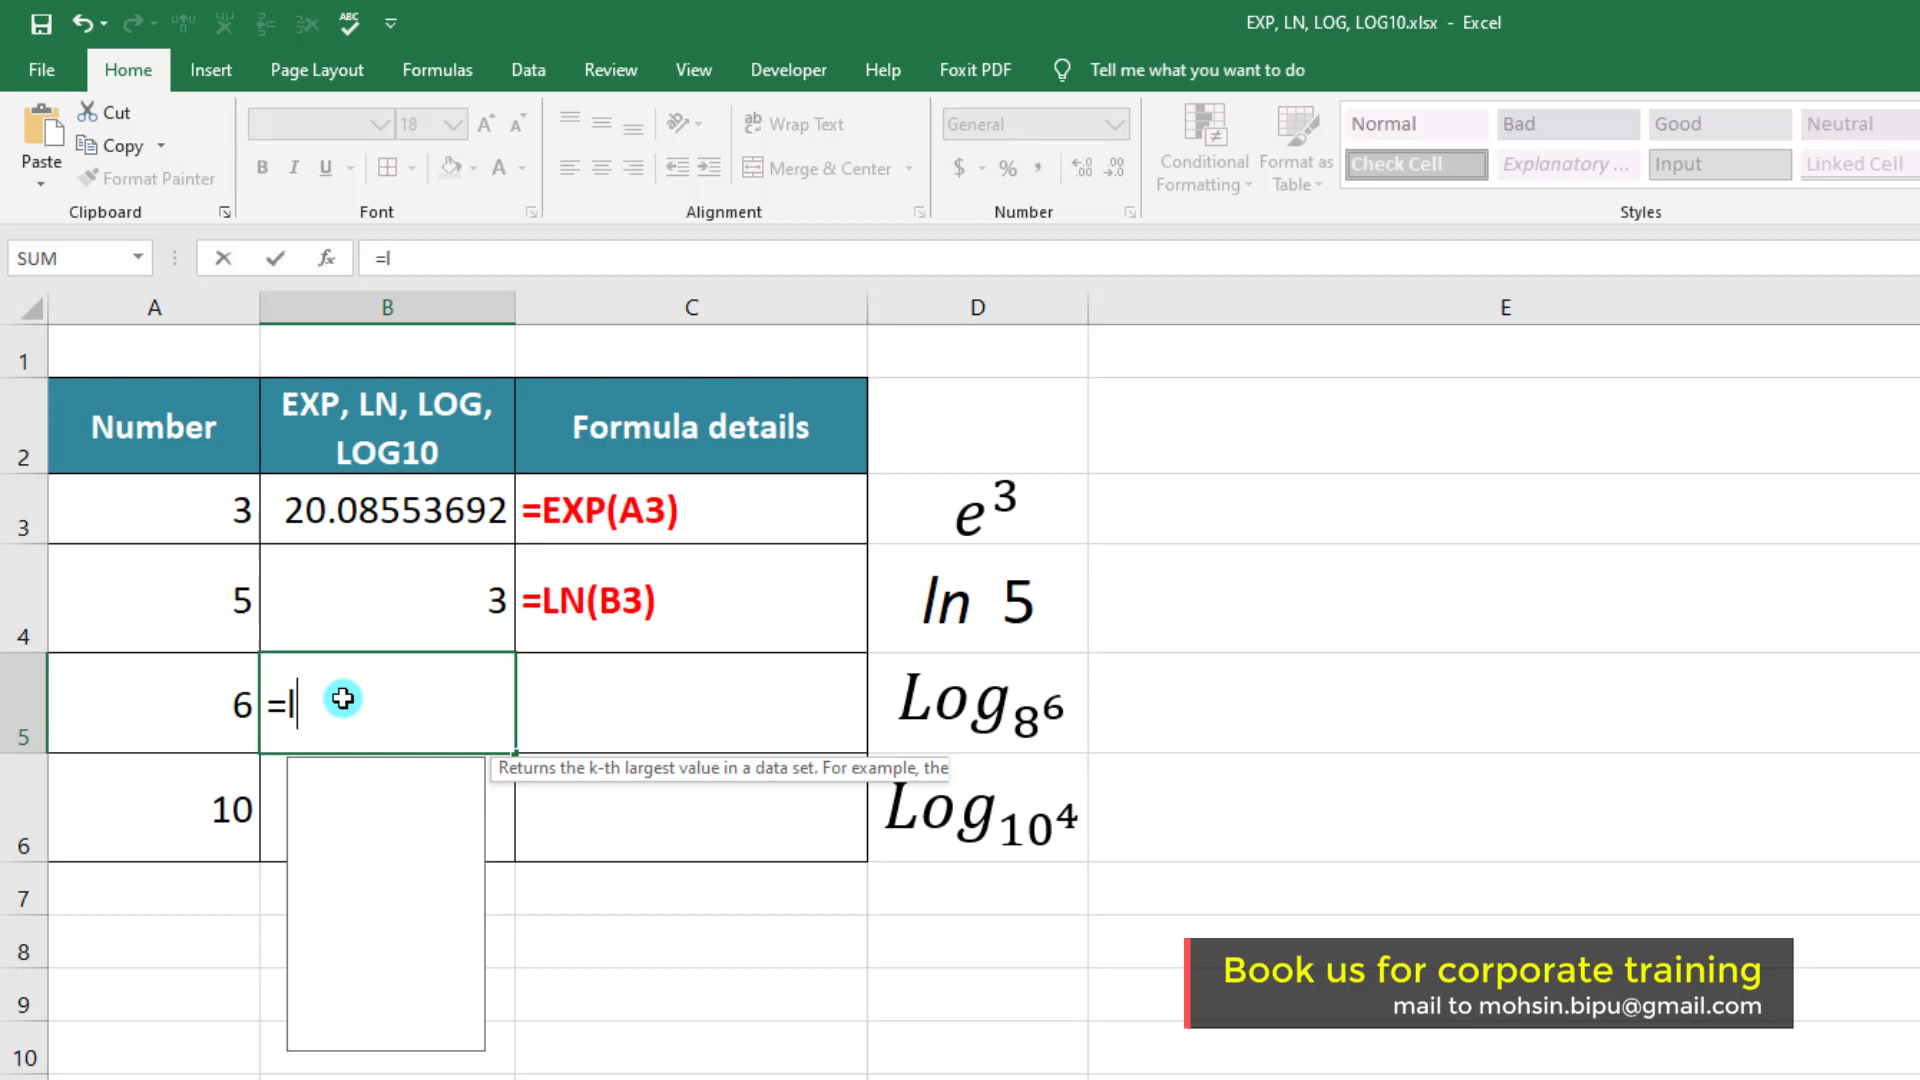 EXP, LN, LOG, LOG10.xlsx - Excel
File Home Insert Page Layout Formulas Data Review View Developer Help Foxit PDF Tell me what you want to do
Paste
Cut
Copy
Format Painter
Clipboard
18
B I U
Font
Wrap Text
Merge & Center
Alignment
General
$ % ,
Number
Conditional Formatting
Format as Table
Normal Bad Good Neutral
Check Cell Explanatory ... Input Linked Cell
Styles
SUM fx =l
A B C D E
1
2 Number EXP, LN, LOG, LOG10 Formula details
3 3 20.08553692 =EXP(A3) e³
4 5 3 =LN(B3) ln 5
5 6 =l Log₈⁶
Returns the k-th largest value in a data set. For example, the
6 10 Log₁₀⁴
7
8
9
10
Book us for corporate training
mail to mohsin.bipu@gmail.com